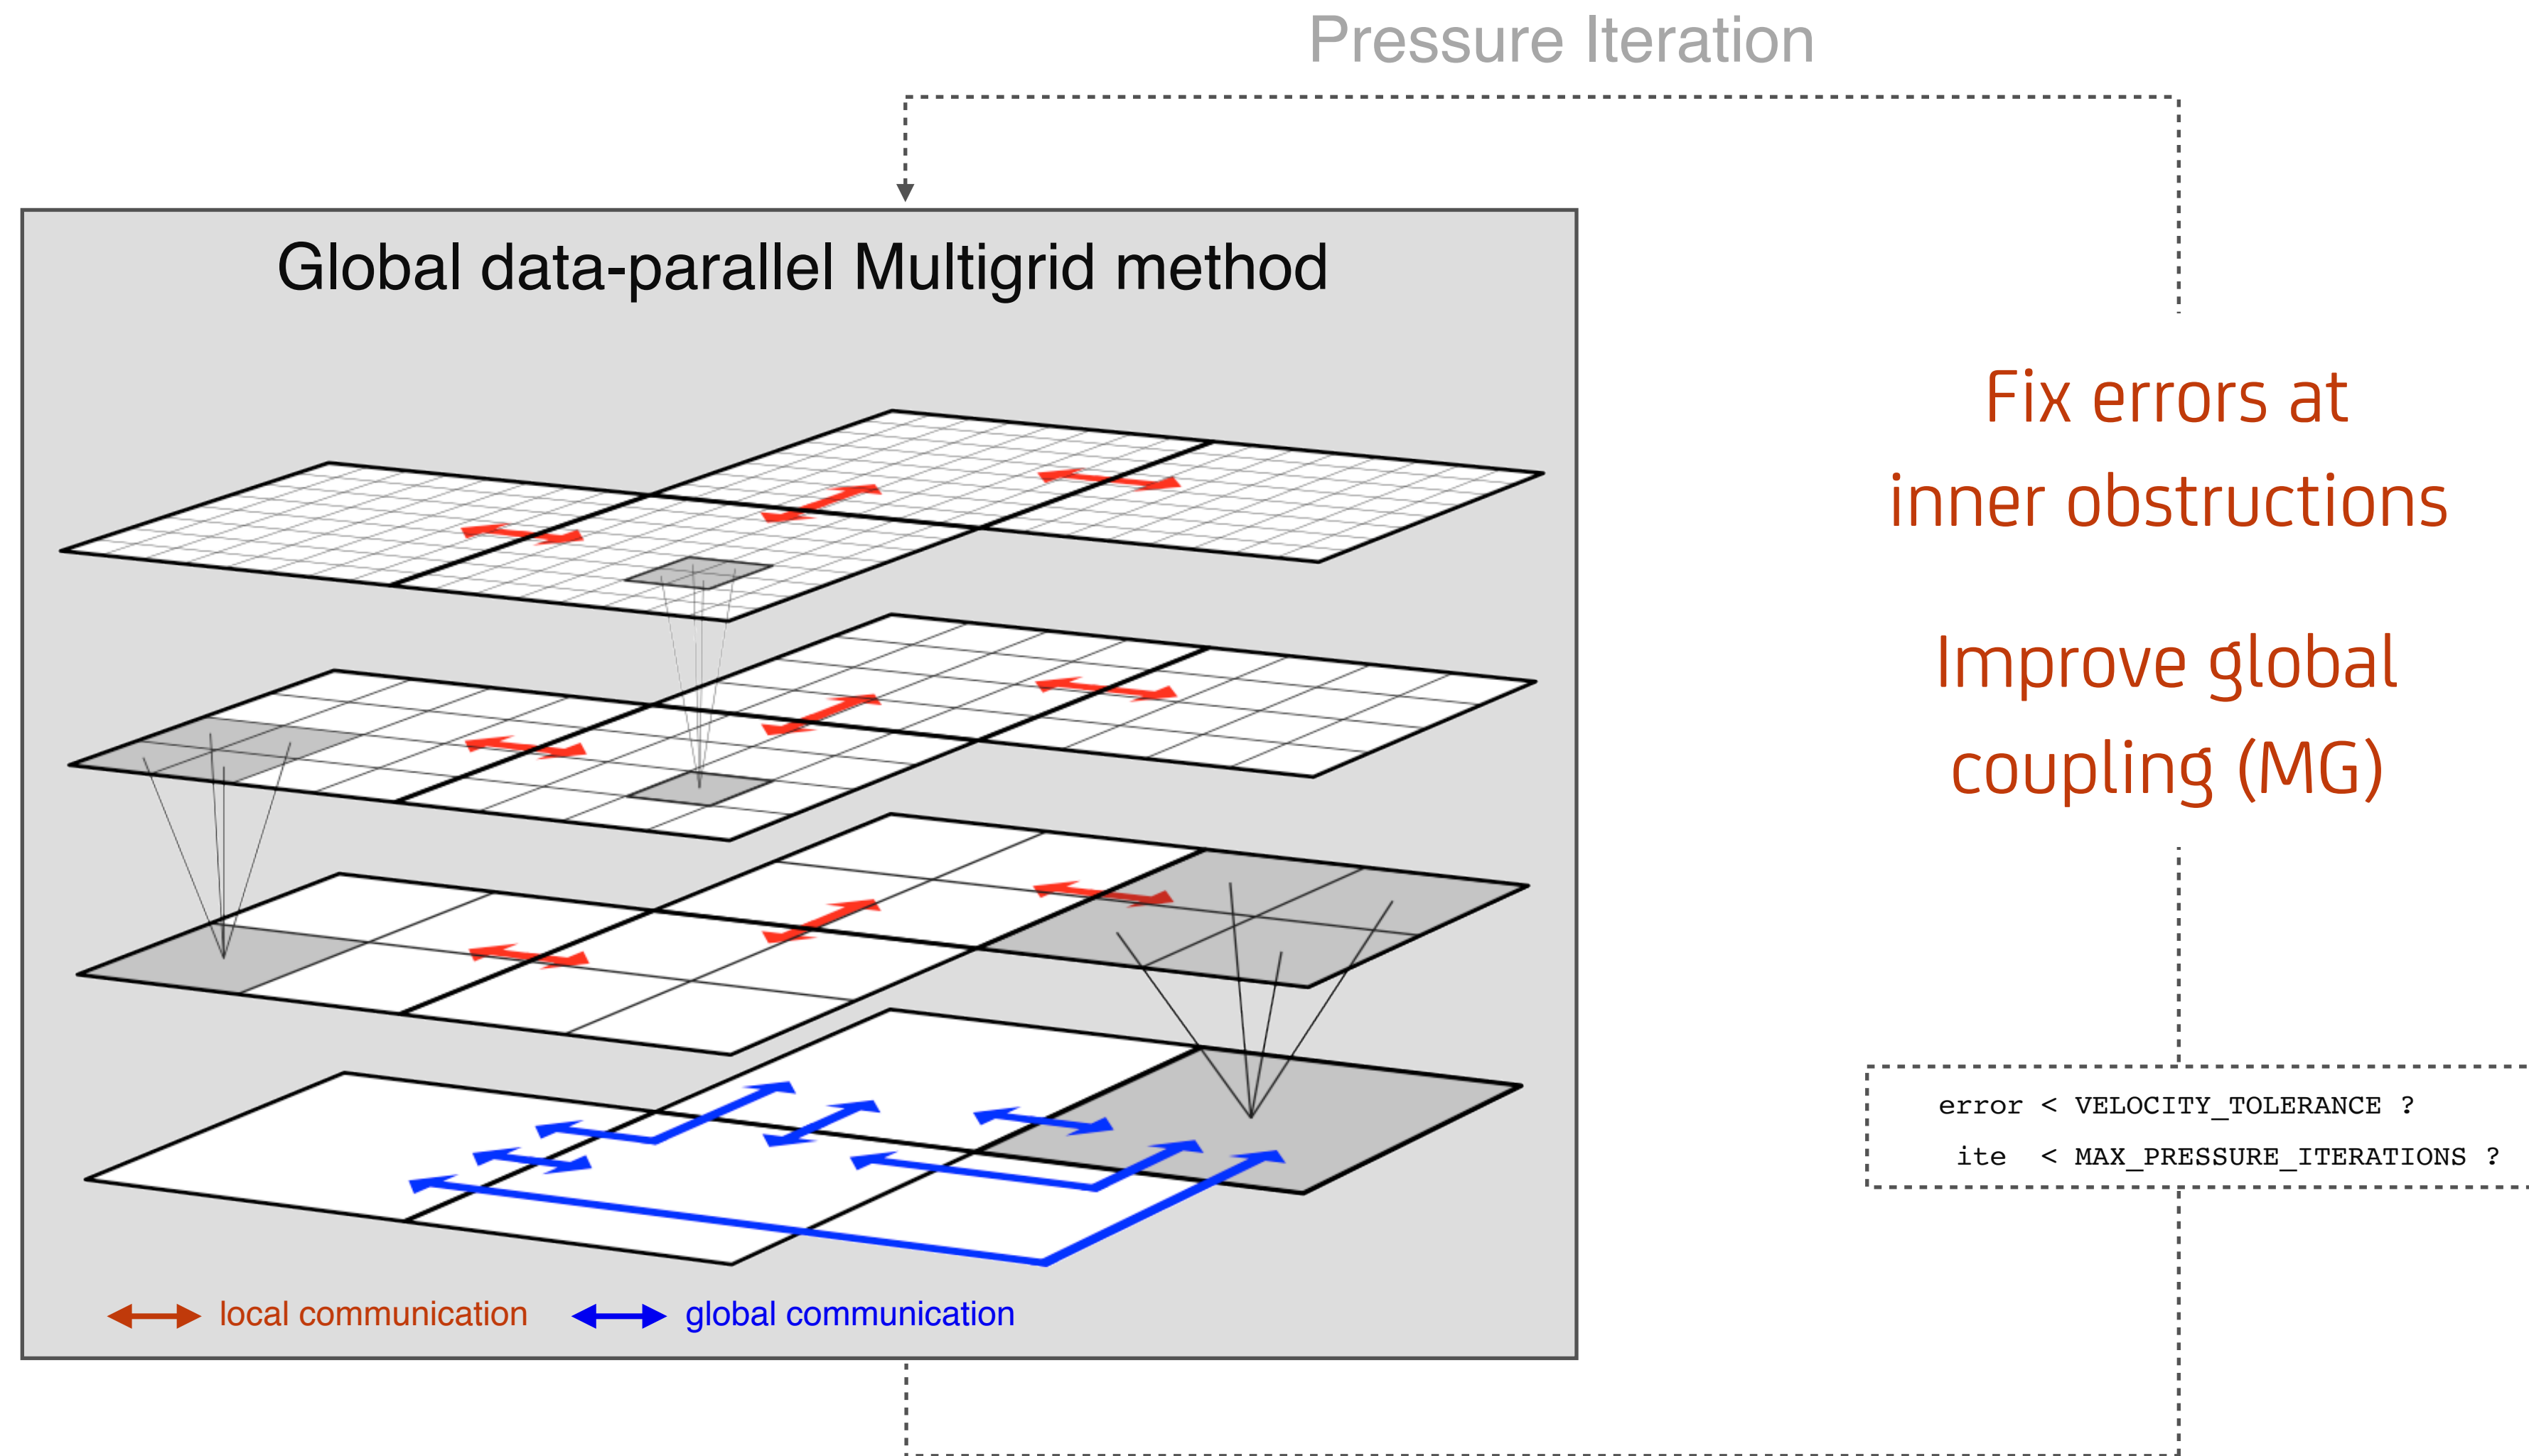 Pressure Iteration
Global data-parallel Multigrid method
Fix errors at
inner obstructions
Improve global
coupling (MG)
error < VELOCITY_TOLERANCE ?
ite < MAX_PRESSURE_ITERATIONS ?
local communication
global communication